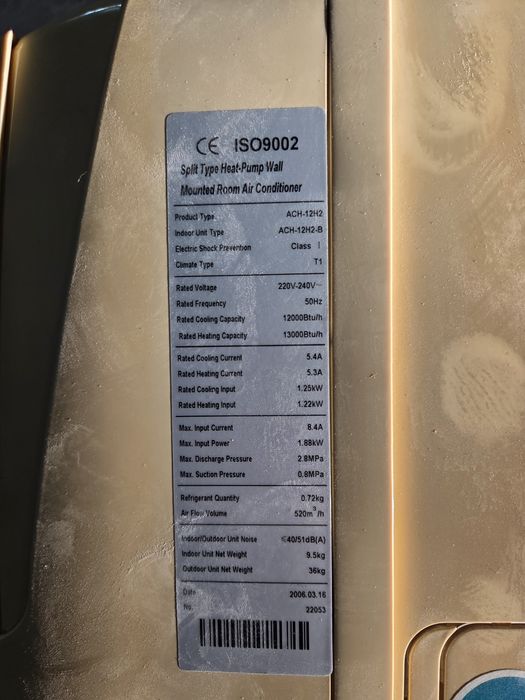 CE ISO9002
Split Type Heat-Pump Wall
Mounted Room Air Conditioner
Product Type ACH-12H2
Indoor Unit Type ACH-12H2-B
Electric Shock Prevention Class I
Climate Type T1
Rated Voltage 220V-240V~
Rated Frequency 50Hz
Rated Cooling Capacity 12000Btu/h
Rated Heating Capacity 13000Btu/h
Rated Cooling Current 5.4A
Rated Heating Current 5.3A
Rated Cooling Input 1.25kW
Rated Heating Input 1.22kW
Max. Input Current 8.4A
Max. Input Power 1.88kW
Max. Discharge Pressure 2.8MPa
Max. Suction Pressure 0.8MPa
Refrigerant Quantity 0.72kg
Air Flow Volume 520m³/h
Indoor/Outdoor Unit Noise ≤40/51dB(A)
Indoor Unit Net Weight 9.5kg
Outdoor Unit Net Weight 36kg
Date 2006.03.16
No. 22053